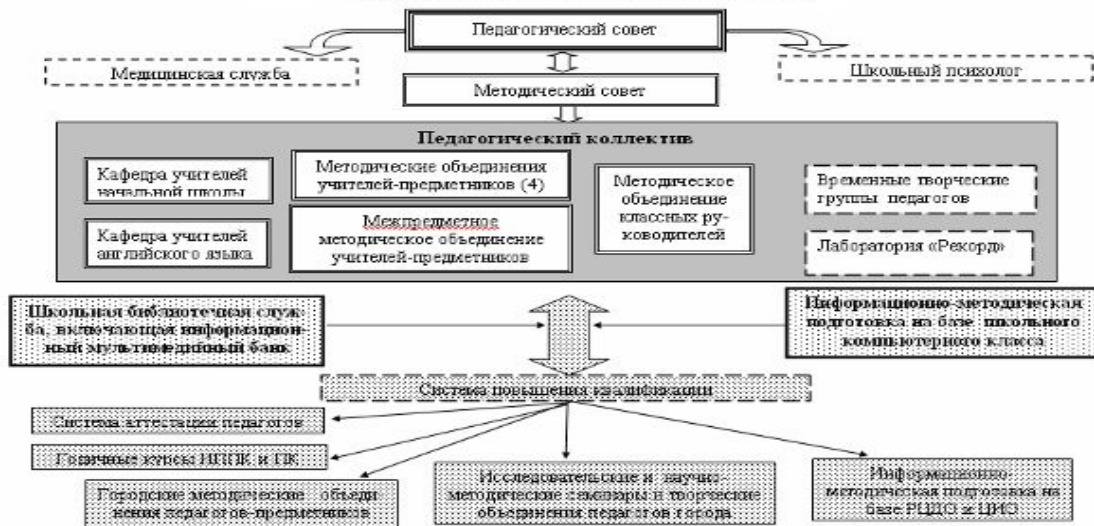 Педагогический совет
Медицинская служба
Школьный психолог
Методический совет
Педагогический коллектив
Кафедра учителей
начальной школы
Методические объединения
учителей-предметников (4)
Методическое
объединение
классных ру-
ководителей
Временные творческие
группы педагогов
Кафедра учителей
английского языка
Межпредметное
методическое объединение
учителей-предметников
Лаборатория «Рекорд»
Школьная библиотечная служ-
ба, включающая информацион-
ный мультимедийный банк
Информационно-методическая
подготовка на базе школьного
компьютерного класса
Система повышения квалификации
Система аттестации педагогов
Годичные курсы ИППК и ПК
Городские методические объеди-
нения педагогов-предметников
Исследовательские и научно-
методические семинары и творческие
объединения педагогов города
Информационно-
методическая подготовка на
базе РЦДО и ЦИО